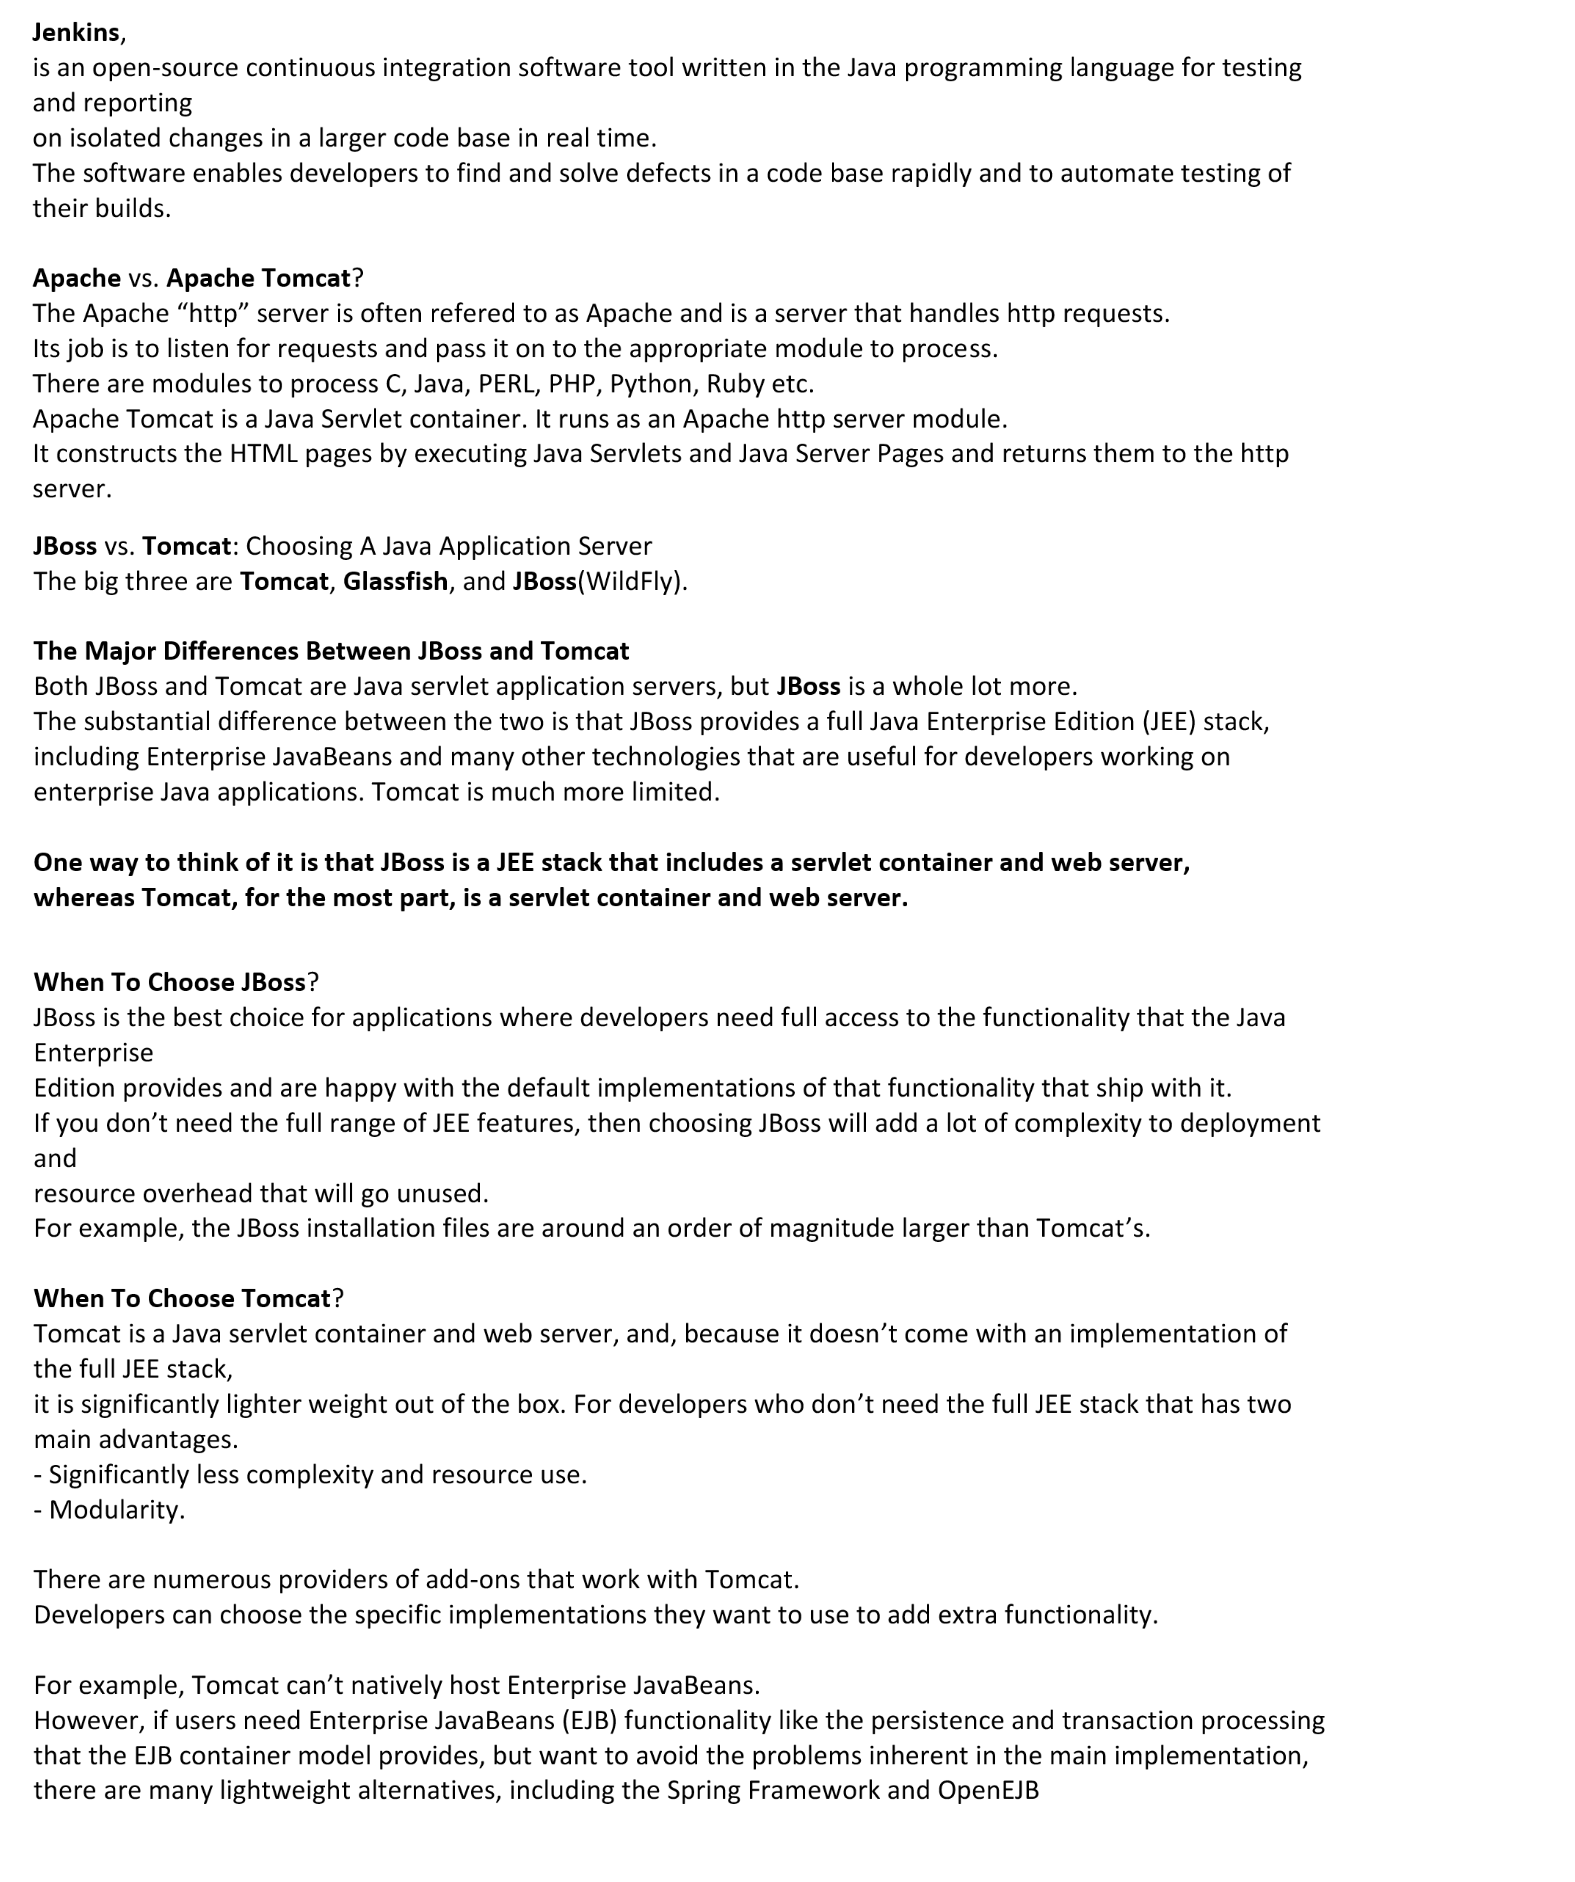 Jenkins,
is an open-source continuous integration software tool written in the Java programming language for testing
and reporting
on isolated changes in a larger code base in real time.
The software enables developers to find and solve defects in a code base rapidly and to automate testing of
their builds.
Apache vs. Apache Tomcat?
The Apache “http” server is often refered to as Apache and is a server that handles http requests.
Its job is to listen for requests and pass it on to the appropriate module to process.
There are modules to process C, Java, PERL, PHP, Python, Ruby etc.
Apache Tomcat is a Java Servlet container. It runs as an Apache http server module.
It constructs the HTML pages by executing Java Servlets and Java Server Pages and returns them to the http
server.
JBoss vs. Tomcat: Choosing A Java Application Server
The big three are Tomcat, Glassfish, and JBoss(WildFly).
The Major Differences Between JBoss and Tomcat
Both JBoss and Tomcat are Java servlet application servers, but JBoss is a whole lot more.
The substantial difference between the two is that JBoss provides a full Java Enterprise Edition (JEE) stack,
including Enterprise JavaBeans and many other technologies that are useful for developers working on
enterprise Java applications. Tomcat is much more limited.
One way to think of it is that JBoss is a JEE stack that includes a servlet container and web server,
whereas Tomcat, for the most part, is a servlet container and web server.
When To Choose JBoss?
JBoss is the best choice for applications where developers need full access to the functionality that the Java
Enterprise
Edition provides and are happy with the default implementations of that functionality that ship with it.
If you don’t need the full range of JEE features, then choosing JBoss will add a lot of complexity to deployment
and
resource overhead that will go unused.
For example, the JBoss installation files are around an order of magnitude larger than Tomcat’s.
When To Choose Tomcat?
Tomcat is a Java servlet container and web server, and, because it doesn’t come with an implementation of
the full JEE stack,
it is significantly lighter weight out of the box. For developers who don’t need the full JEE stack that has two
main advantages.
- Significantly less complexity and resource use.
- Modularity.
There are numerous providers of add-ons that work with Tomcat.
Developers can choose the specific implementations they want to use to add extra functionality.
For example, Tomcat can’t natively host Enterprise JavaBeans.
However, if users need Enterprise JavaBeans (EJB) functionality like the persistence and transaction processing
that the EJB container model provides, but want to avoid the problems inherent in the main implementation,
there are many lightweight alternatives, including the Spring Framework and OpenEJB